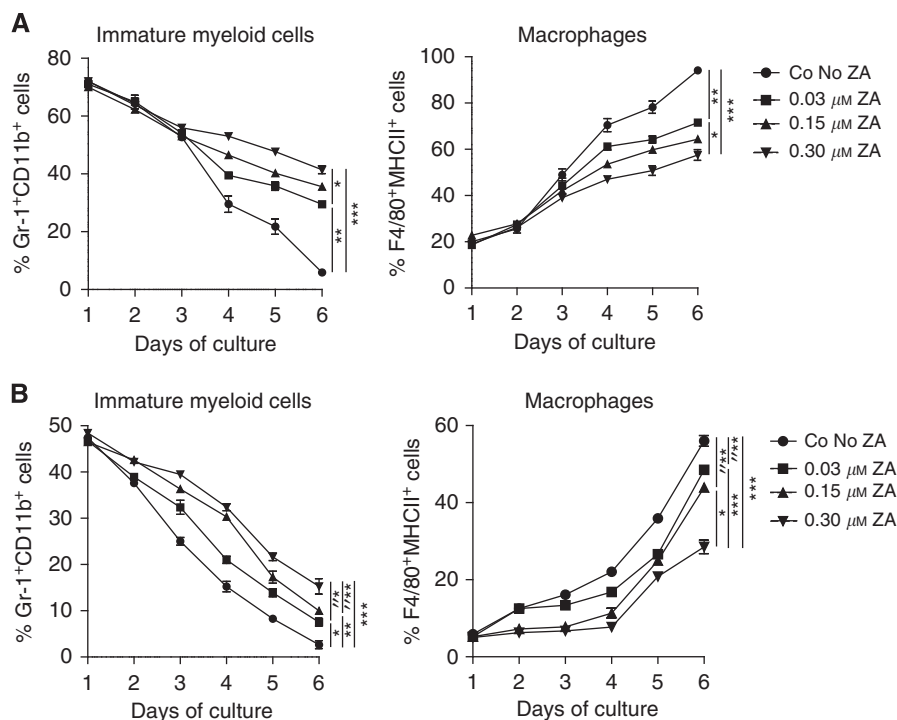 A
Immature myeloid cells
% Gr-1⁺CD11b⁺ cells
80
60
40
20
0
1 2 3 4 5 6
Days of culture
*
**
***
Macrophages
% F4/80⁺MHCII⁺ cells
100
80
60
40
20
0
1 2 3 4 5 6
Days of culture
**
*
***
Co No ZA
0.03 μM ZA
0.15 μM ZA
0.30 μM ZA
B
Immature myeloid cells
% Gr-1⁺CD11b⁺ cells
50
40
30
20
10
0
1 2 3 4 5 6
Days of culture
″*
*
″**
**
***
Macrophages
% F4/80⁺MHCII⁺ cells
60
40
20
0
1 2 3 4 5 6
Days of culture
″**
*
″**
***
***
Co No ZA
0.03 μM ZA
0.15 μM ZA
0.30 μM ZA